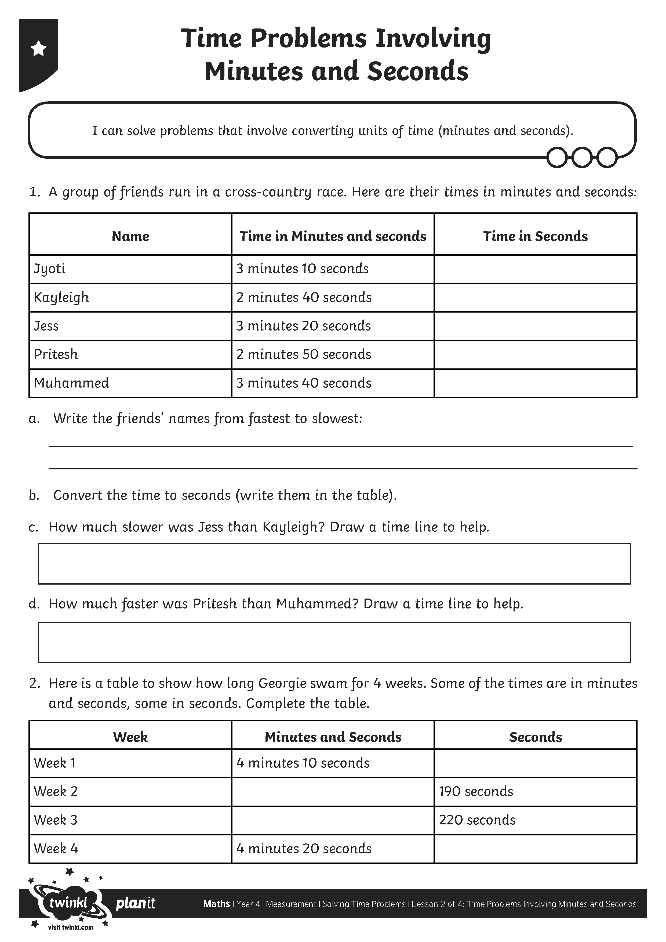 Time Problems Involving
Minutes and Seconds
I can solve problems that involve converting units of time (minutes and seconds).
1. A group of friends run in a cross-country race. Here are their times in minutes and seconds:
Name Time in Minutes and seconds Time in Seconds
Jyoti 3 minutes 10 seconds
Kayleigh 2 minutes 40 seconds
Jess 3 minutes 20 seconds
Pritesh 2 minutes 50 seconds
Muhammed 3 minutes 40 seconds
a. Write the friends' names from fastest to slowest:
b. Convert the time to seconds (write them in the table).
c. How much slower was Jess than Kayleigh? Draw a time line to help.
d. How much faster was Pritesh than Muhammed? Draw a time line to help.
2. Here is a table to show how long Georgie swam for 4 weeks. Some of the times are in minutes
and seconds, some in seconds. Complete the table.
Week Minutes and Seconds Seconds
Week 1 4 minutes 10 seconds
Week 2 190 seconds
Week 3 220 seconds
Week 4 4 minutes 20 seconds
twinkl planit
visit twinkl.com
Maths | Year 4 | Measurement | Solving Time Problems | Lesson 2 of 4: Time Problems Involving Minutes and Seconds